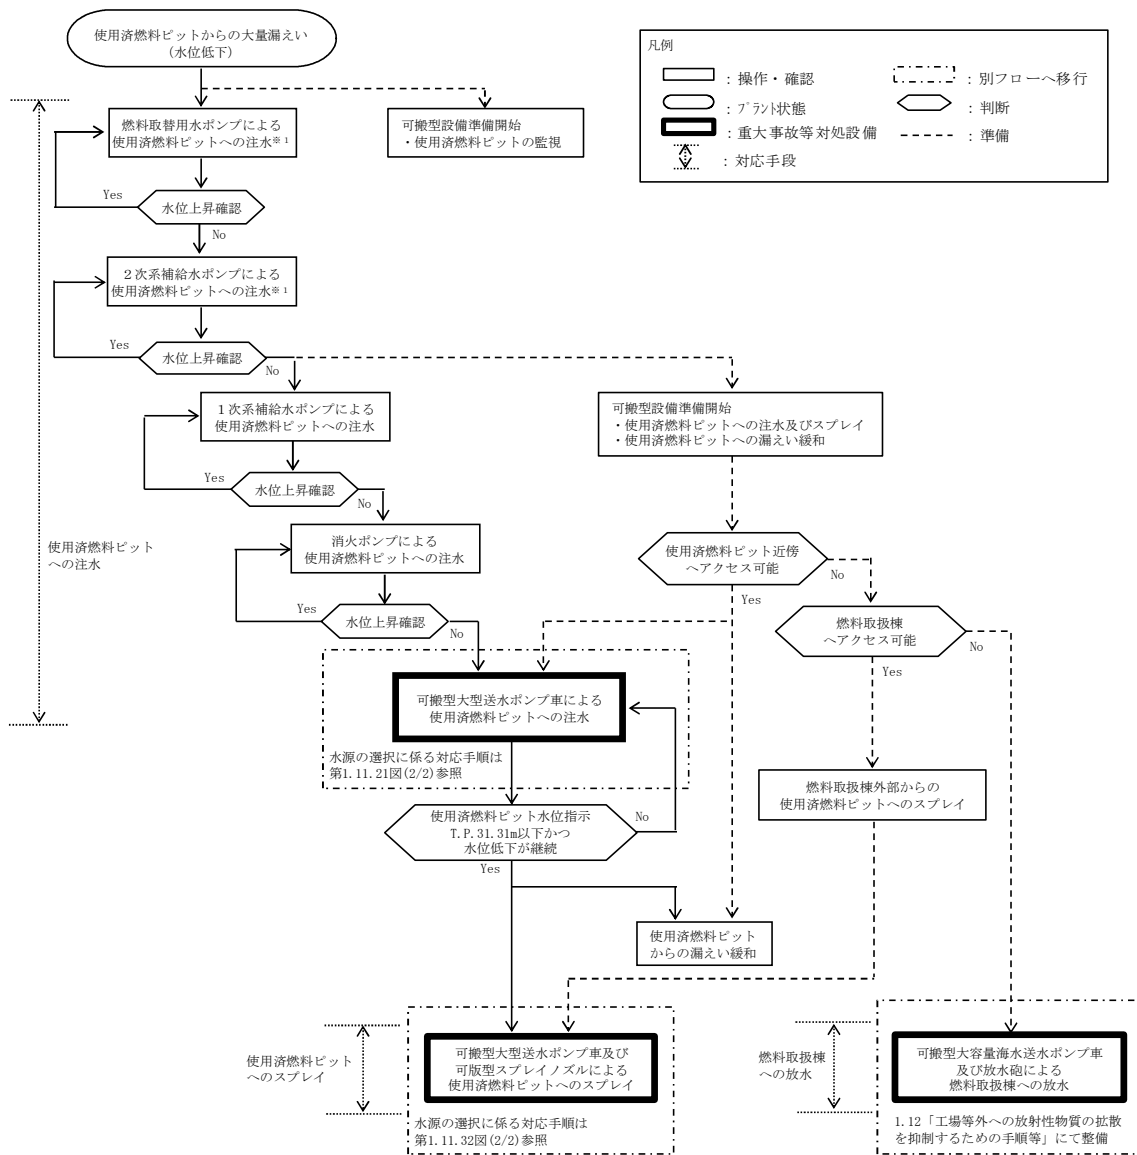 使用済燃料ピットからの大量漏えい
（水位低下）
凡例
：操作・確認
：プラント状態
：重大事故等対処設備
：対応手段
：別フローへ移行
：判断
：準備
燃料取替用水ポンプによる
使用済燃料ピットへの注水※１
可搬型設備準備開始
・使用済燃料ピットの監視
Yes
水位上昇確認
No
２次系補給水ポンプによる
使用済燃料ピットへの注水※１
Yes
水位上昇確認
No
１次系補給水ポンプによる
使用済燃料ピットへの注水
可搬型設備準備開始
・使用済燃料ピットへの注水及びスプレイ
・使用済燃料ピットへの漏えい緩和
Yes
水位上昇確認
No
使用済燃料ピット
への注水
消火ポンプによる
使用済燃料ピットへの注水
使用済燃料ピット近傍
へアクセス可能
No
Yes
Yes
水位上昇確認
No
燃料取扱棟
へアクセス可能
No
Yes
可搬型大型送水ポンプ車による
使用済燃料ピットへの注水
水源の選択に係る対応手順は
第1.11.21図(2/2)参照
燃料取扱棟外部からの
使用済燃料ピットへのスプレイ
使用済燃料ピット水位指示
T.P.31.31m以下かつ
水位低下が継続
No
Yes
使用済燃料ピット
からの漏えい緩和
使用済燃料ピット
へのスプレイ
可搬型大型送水ポンプ車及び
可版型スプレイノズルによる
使用済燃料ピットへのスプレイ
水源の選択に係る対応手順は
第1.11.32図(2/2)参照
燃料取扱棟
への放水
可搬型大容量海水送水ポンプ車
及び放水砲による
燃料取扱棟への放水
1.12「工場等外への放射性物質の拡散
を抑制するための手順等」にて整備